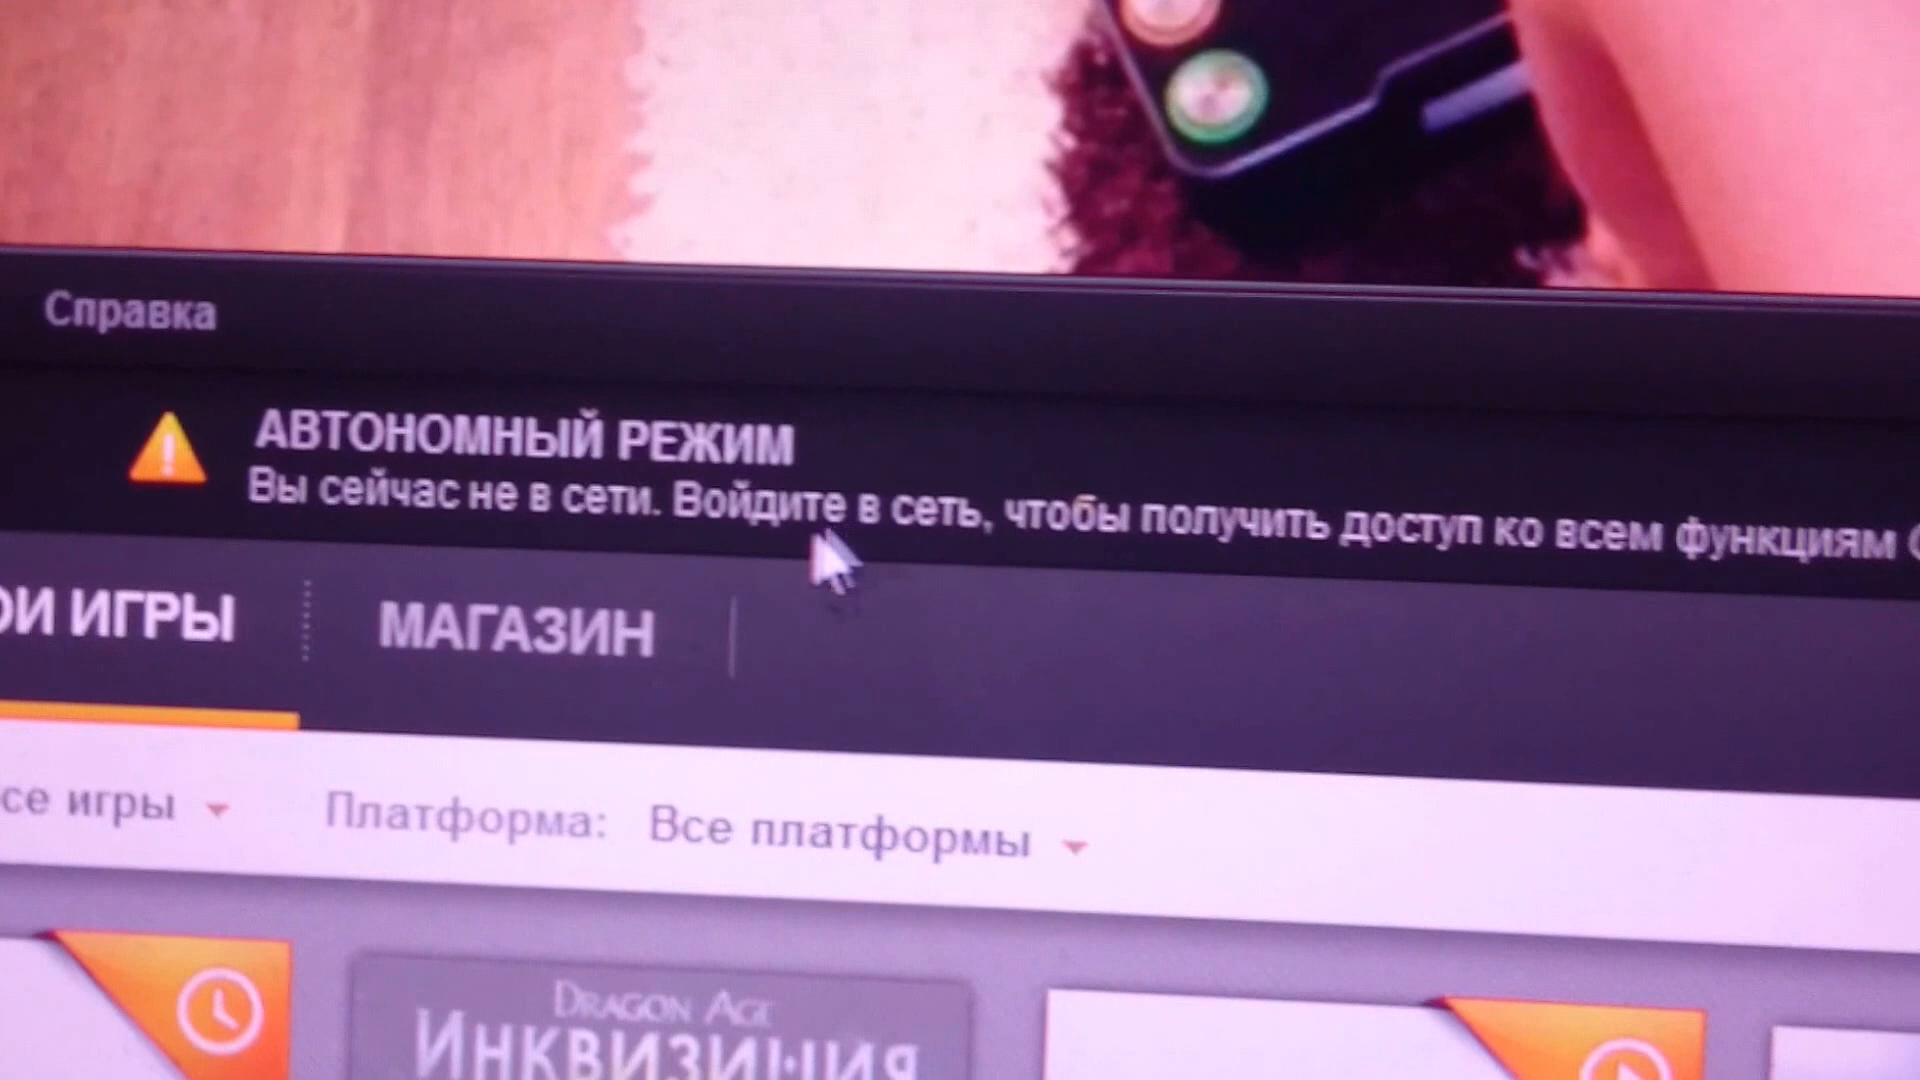 Справка
АВТОНОМНЫЙ РЕЖИМ
Вы сейчас не в сети. Войдите в сеть, чтобы получить доступ ко всем функциям
ИГРЫ
МАГАЗИН
игры
Платформа: Все платформы
DRAGON AGE
ИНКВИЗИЦИЯ